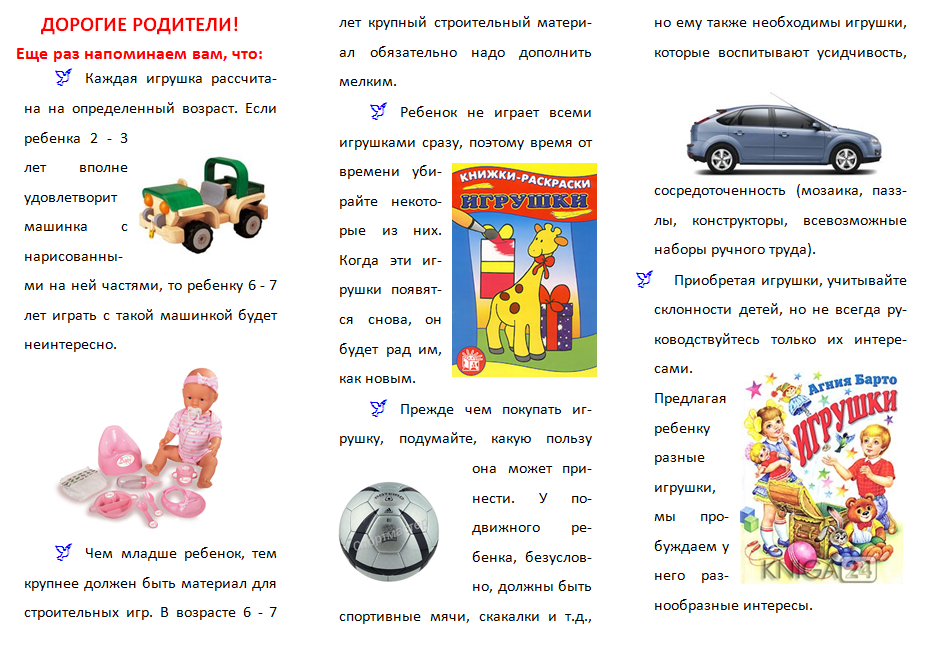 ДОРОГИЕ РОДИТЕЛИ!
Еще раз напоминаем вам, что:
Каждая игрушка рассчита-
на на определенный возраст. Если
ребенка 2 - 3
лет вполне
удовлетворит
машинка с
нарисованны-
ми на ней частями, то ребенку 6 - 7
лет играть с такой машинкой будет
неинтересно.
Чем младше ребенок, тем
крупнее должен быть материал для
строительных игр. В возрасте 6 - 7
лет крупный строительный матери-
ал обязательно надо дополнить
мелким.
Ребенок не играет всеми
игрушками сразу, поэтому время от
времени уби-
райте некото-
рые из них.
Когда эти иг-
рушки появят-
ся снова, он
будет рад им,
как новым.
КНИЖКИ-РАСКРАСКИ
ИГРУШКИ
Прежде чем покупать иг-
рушку, подумайте, какую пользу
она может при-
нести. У по-
движного ре-
бенка, безуслов-
но, должны быть
спортивные мячи, скакалки и т.д.,
но ему также необходимы игрушки,
которые воспитывают усидчивость,
сосредоточенность (мозаика, пазз-
лы, конструкторы, всевозможные
наборы ручного труда).
Приобретая игрушки, учитывайте
склонности детей, но не всегда ру-
ководствуйтесь только их интере-
сами.
Предлагая
ребенку
разные
игрушки,
мы про-
буждаем у
него раз-
нообразные интересы.
Агния Барто
ИГРУШКИ
KNIGA24